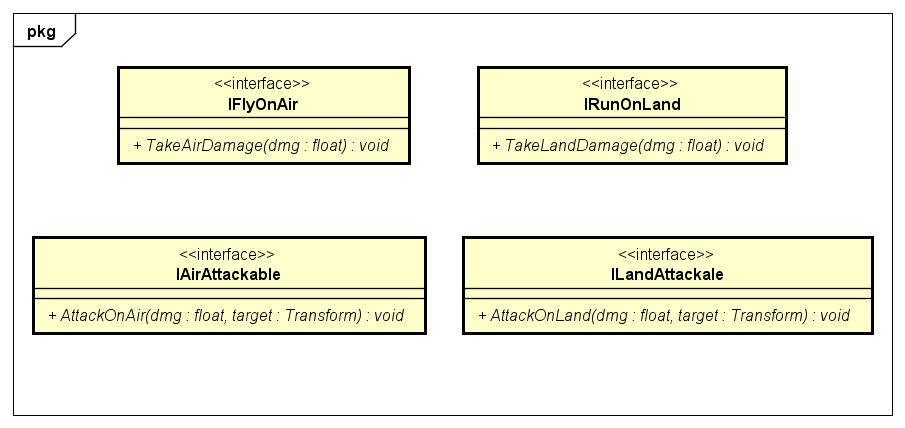 pkg
<<interface>>
IFlyOnAir
+ TakeAirDamage(dmg : float) : void
<<interface>>
IRunOnLand
+ TakeLandDamage(dmg : float) : void
<<interface>>
IAirAttackable
+ AttackOnAir(dmg : float, target : Transform) : void
<<interface>>
ILandAttackale
+ AttackOnLand(dmg : float, target : Transform) : void